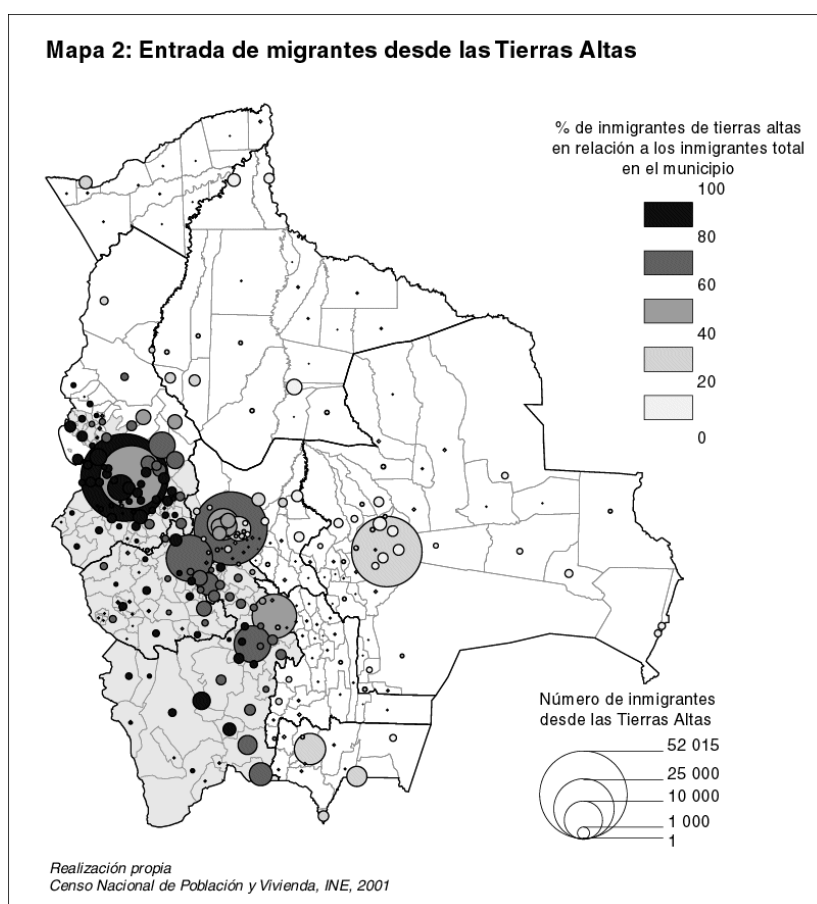 Mapa 2: Entrada de migrantes desde las Tierras Altas
% de inmigrantes de tierras altas
en relación a los inmigrantes total
en el municipio
100
80
60
40
20
0
Número de inmigrantes
desde las Tierras Altas
52 015
25 000
10 000
1 000
1
Realización propia
Censo Nacional de Población y Vivienda, INE, 2001